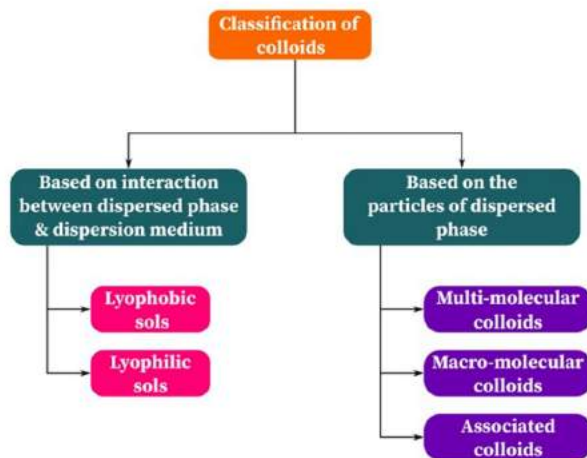 Classification of
colloids
Based on interaction
between dispersed phase
& dispersion medium
Lyophobic
sols
Lyophilic
sols
Based on the
particles of dispersed
phase
Multi-molecular
colloids
Macro-molecular
colloids
Associated
colloids